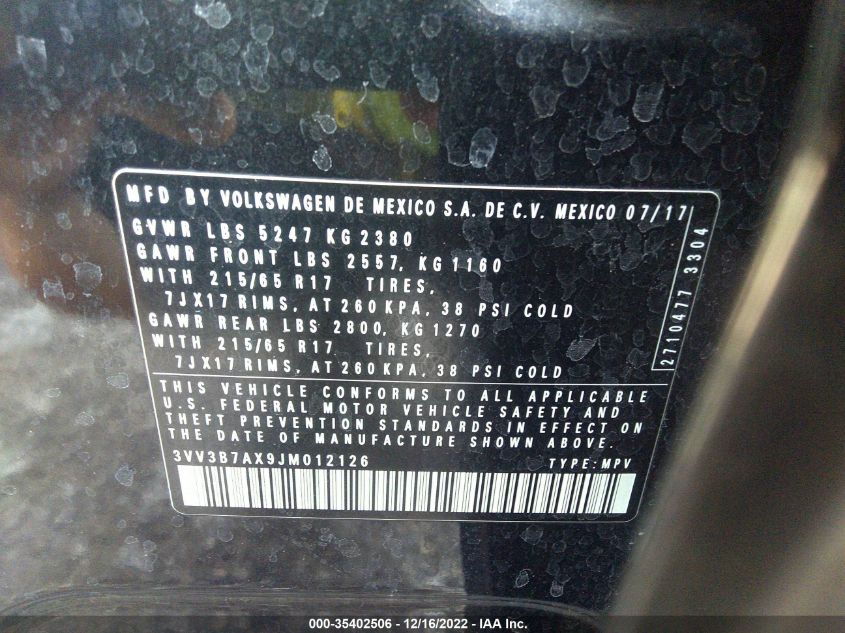 MFD BY VOLKSWAGEN DE MEXICO S.A. DE C.V. MEXICO 07/17
GVWR LBS 5247 KG 2380
GAWR FRONT LBS 2557, KG 1160
WITH 215/65 R17 TIRES,
7JX17 RIMS, AT 260 KPA, 38 PSI COLD
GAWR REAR LBS 2800, KG 1270
WITH 215/65 R17 TIRES,
7JX17 RIMS, AT 260 KPA, 38 PSI COLD
2710477 3304
THIS VEHICLE CONFORMS TO ALL APPLICABLE
U.S. FEDERAL MOTOR VEHICLE SAFETY AND
THEFT PREVENTION STANDARDS IN EFFECT ON
THE DATE OF MANUFACTURE SHOWN ABOVE.
3VV3B7AX9JM012126 TYPE: MPV
000-35402506 - 12/16/2022 - IAA Inc.